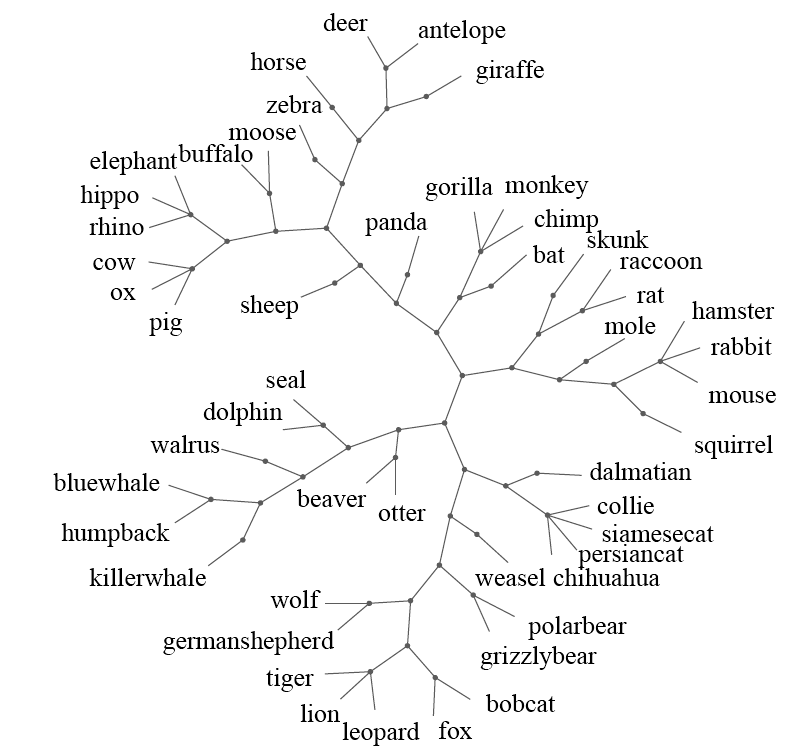 deer
antelope
horse
giraffe
zebra
moose
elephant
buffalo
hippo
rhino
cow
ox
pig
sheep
panda
gorilla
monkey
chimp
bat
skunk
raccoon
rat
mole
hamster
rabbit
mouse
squirrel
seal
dolphin
walrus
bluewhale
humpback
killerwhale
beaver
otter
dalmatian
collie
siamesecat
persiancat
chihuahua
weasel
wolf
germanshepherd
polarbear
grizzlybear
tiger
lion
leopard
fox
bobcat